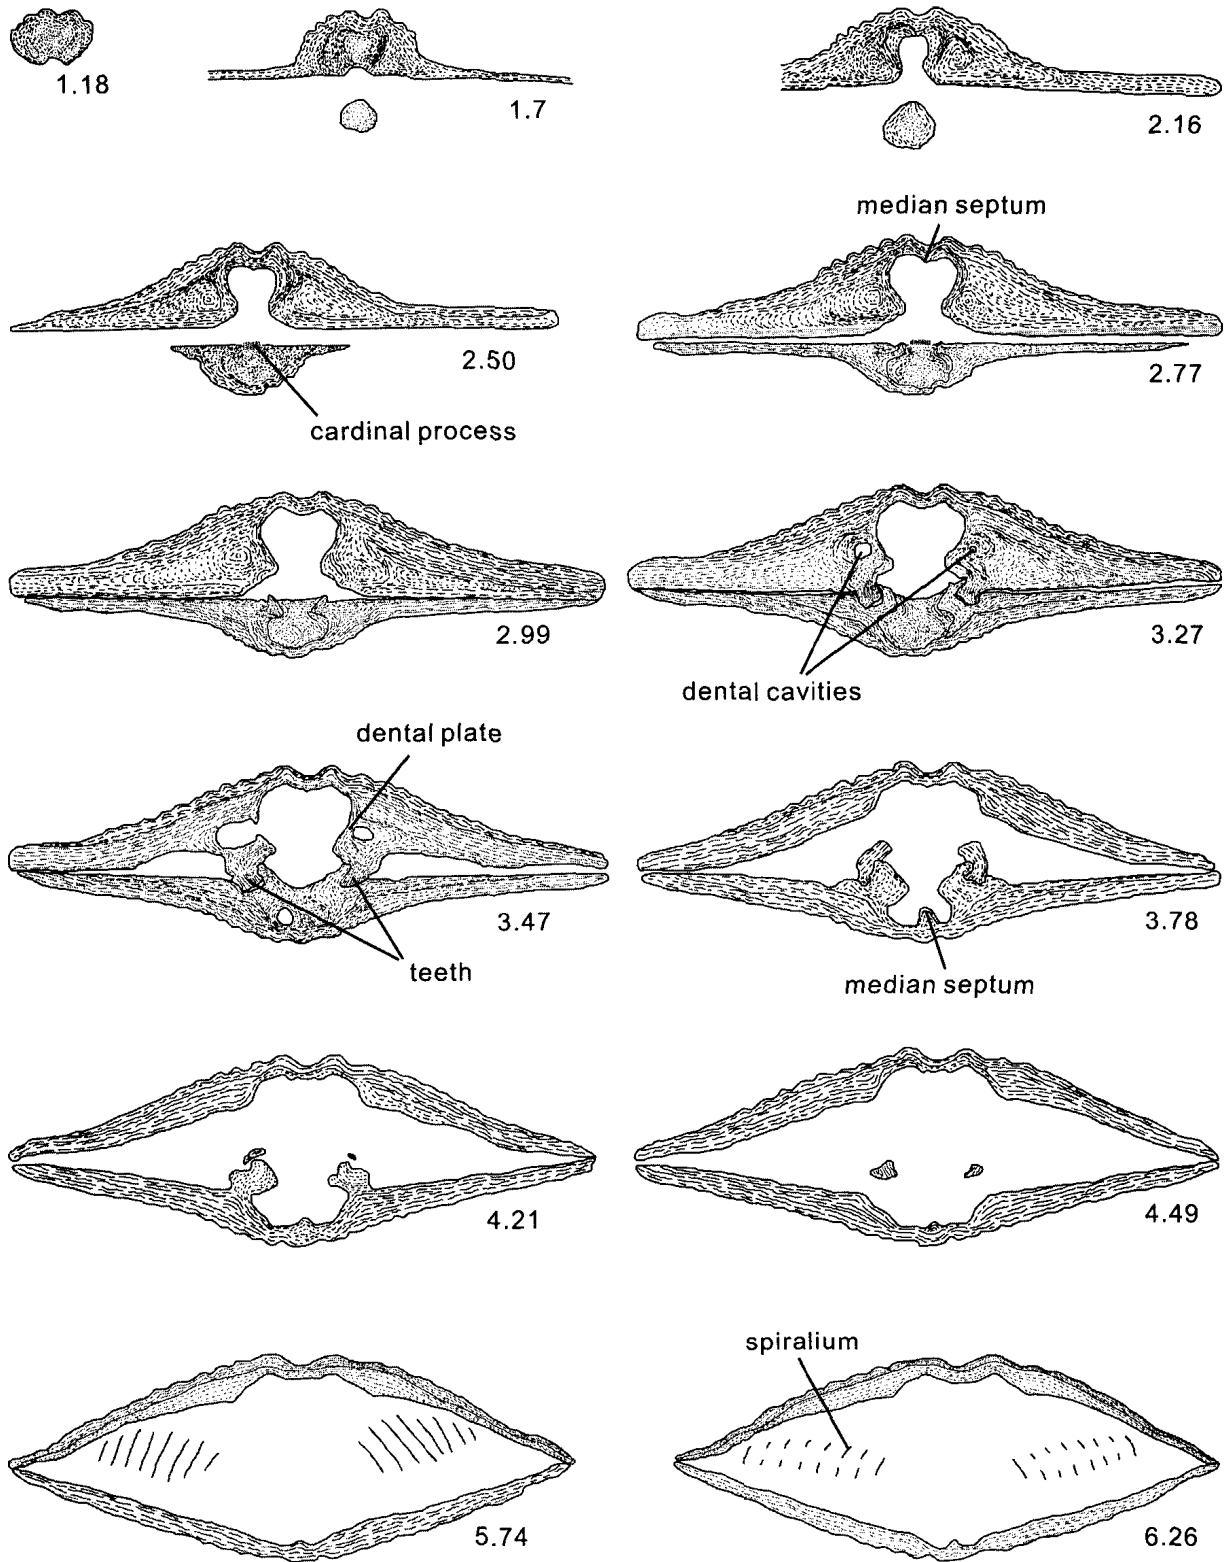 1.18
1.7
2.16
median septum
2.50
2.77
cardinal process
2.99
3.27
dental cavities
dental plate
3.47
3.78
teeth
median septum
4.21
4.49
spiralium
5.74
6.26